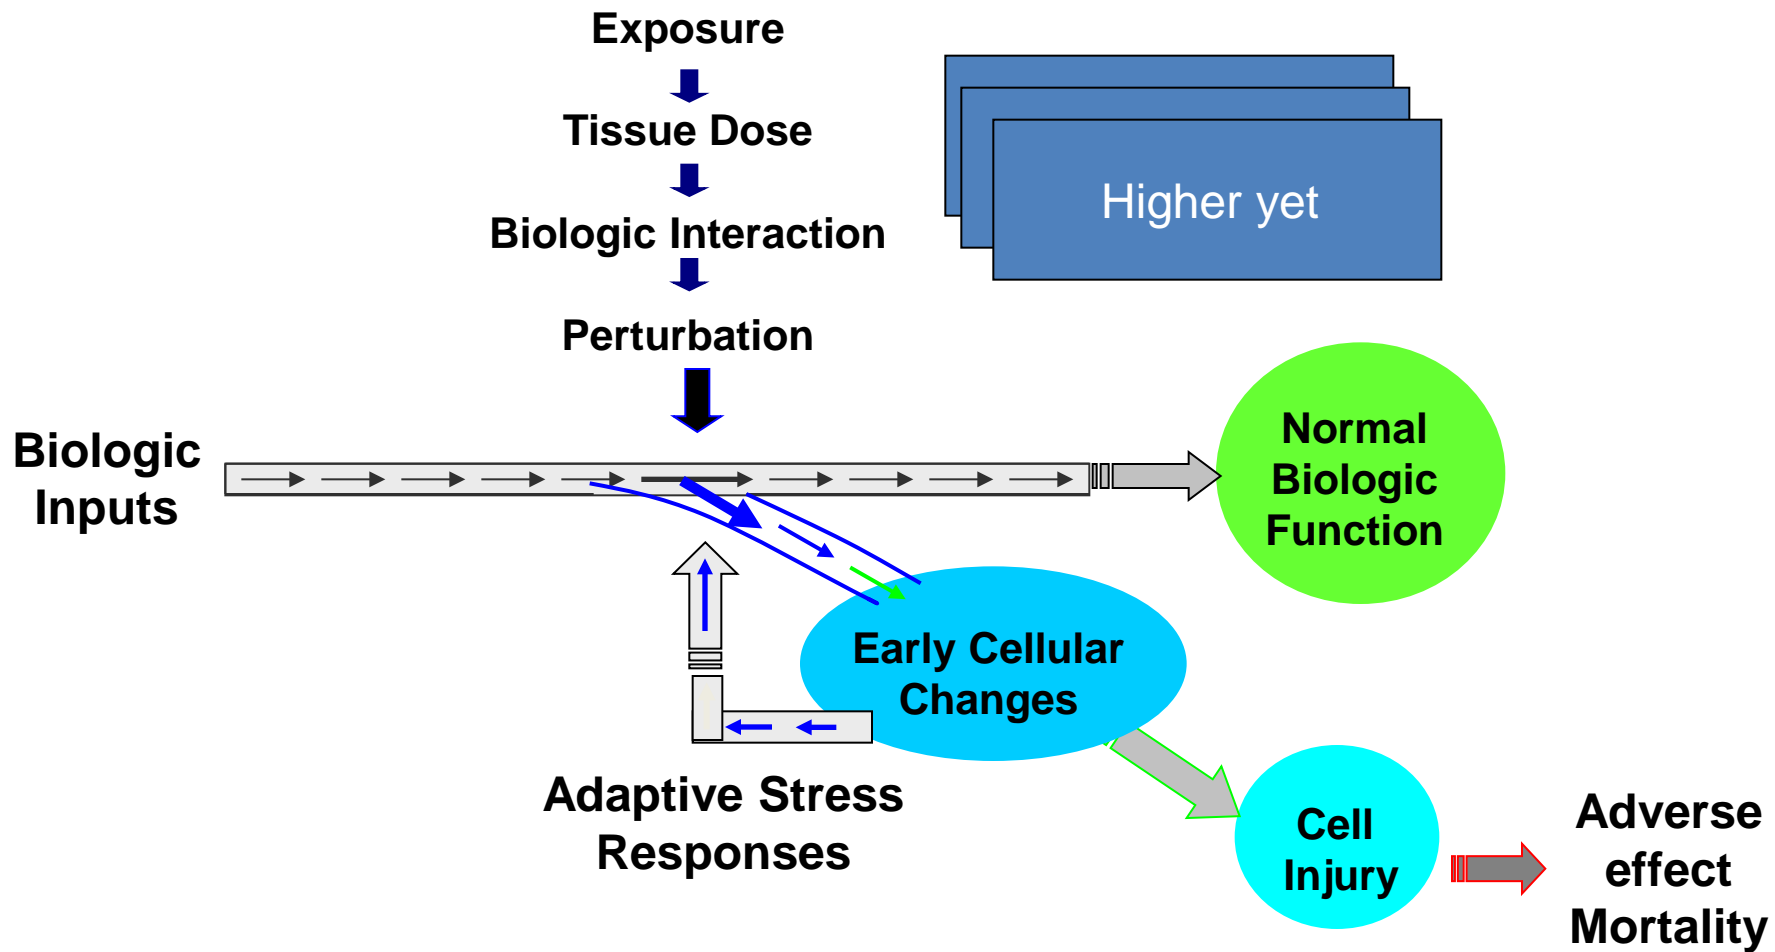 Exposure
Tissue Dose
Higher yet
Biologic Interaction
Perturbation
Biologic
Inputs
Normal
Biologic
Function
Early Cellular
Changes
Adaptive Stress
Responses
Cell
Injury
Adverse
effect
Mortality